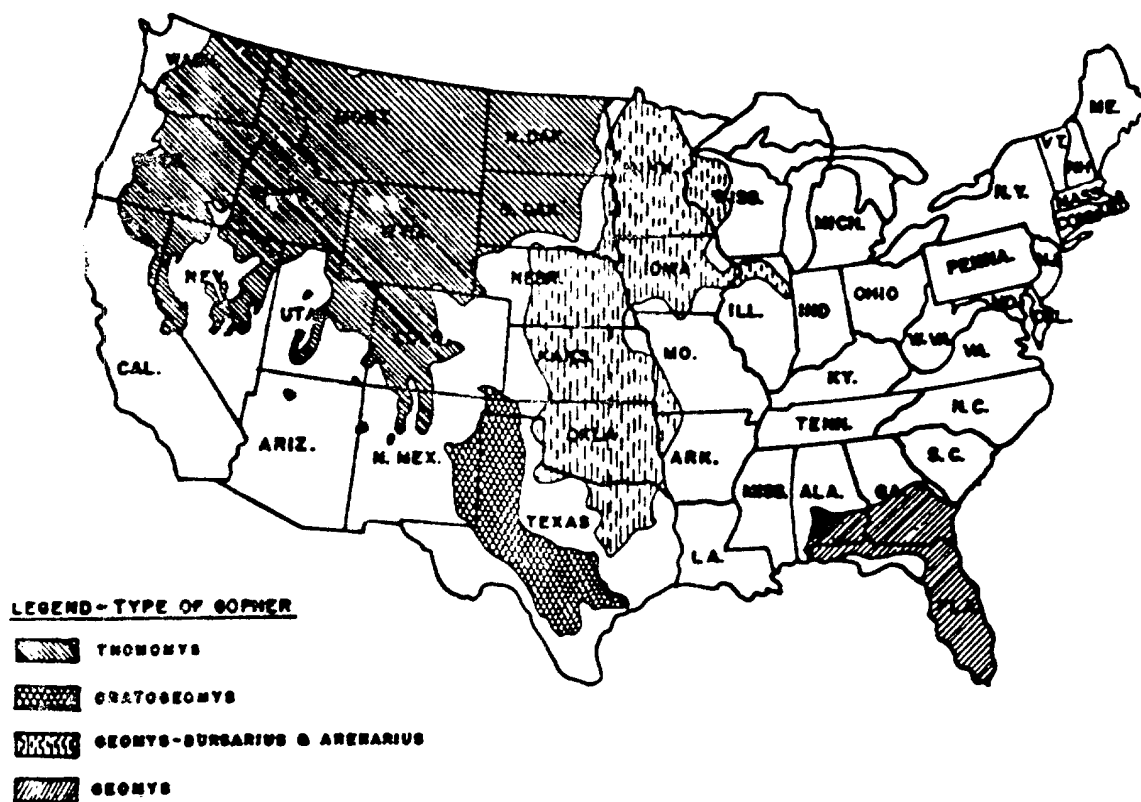 WASH.
MONT.
N. DAK.
S. DAK.
WYO.
NEBR.
IOWA
WISS.
MICH.
ME.
VT.
NH
N.Y.
MASS
PENNA.
OHIO
IND
ILL.
NEV.
UTA
COLO.
KANS.
MO.
W. VA.
VA.
KY.
CAL.
ARIZ.
N. MEX.
OKLA
ARK.
TENN.
N. C.
S. C.
TEXAS
LA.
MISS.
ALA.
GA.
FLA.
LEGEND-TYPE OF GOPHER
THOMOMYS
CRATOGEOMYS
GEOMYS-BURSARIUS & ARENARIUS
GEOMYS